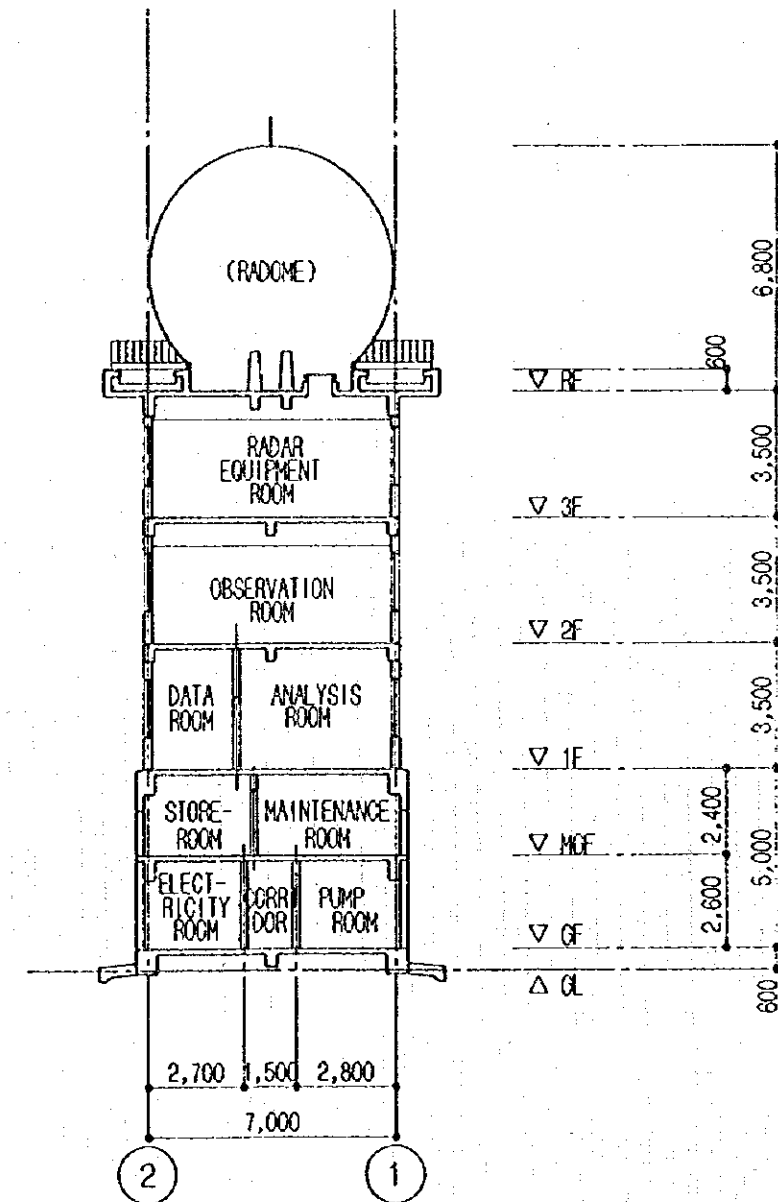 (RADOME)
6,800
600
▽ RF
RADAR
EQUIPMENT
ROOM
3,500
▽ 3F
OBSERVATION
ROOM
3,500
▽ 2F
DATA
ROOM
ANALYSIS
ROOM
3,500
▽ 1F
STORE-
ROOM
MAINTENANCE
ROOM
2,400
5,000
▽ MGF
ELECT-
RICITY
ROOM
CORRI
DOR
PUMP
ROOM
2,600
▽ GF
△ GL
600
2,700
1,500
2,800
7,000
2
1